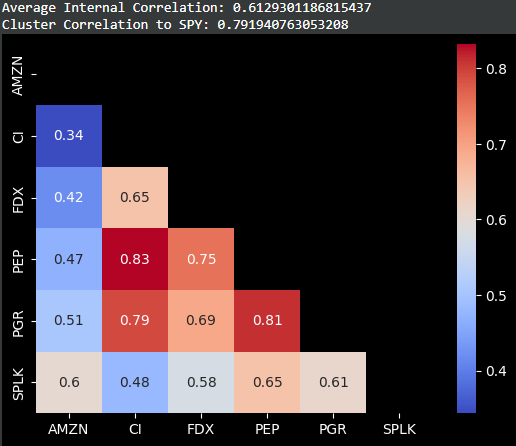 Average Internal Correlation: 0.6129301186815437
Cluster Correlation to SPY: 0.791940763053208
AMZN
CI 0.34
FDX 0.42 0.65
PEP 0.47 0.83 0.75
PGR 0.51 0.79 0.69 0.81
SPLK 0.6 0.48 0.58 0.65 0.61
AMZN CI FDX PEP PGR SPLK
0.8
0.7
0.6
0.5
0.4